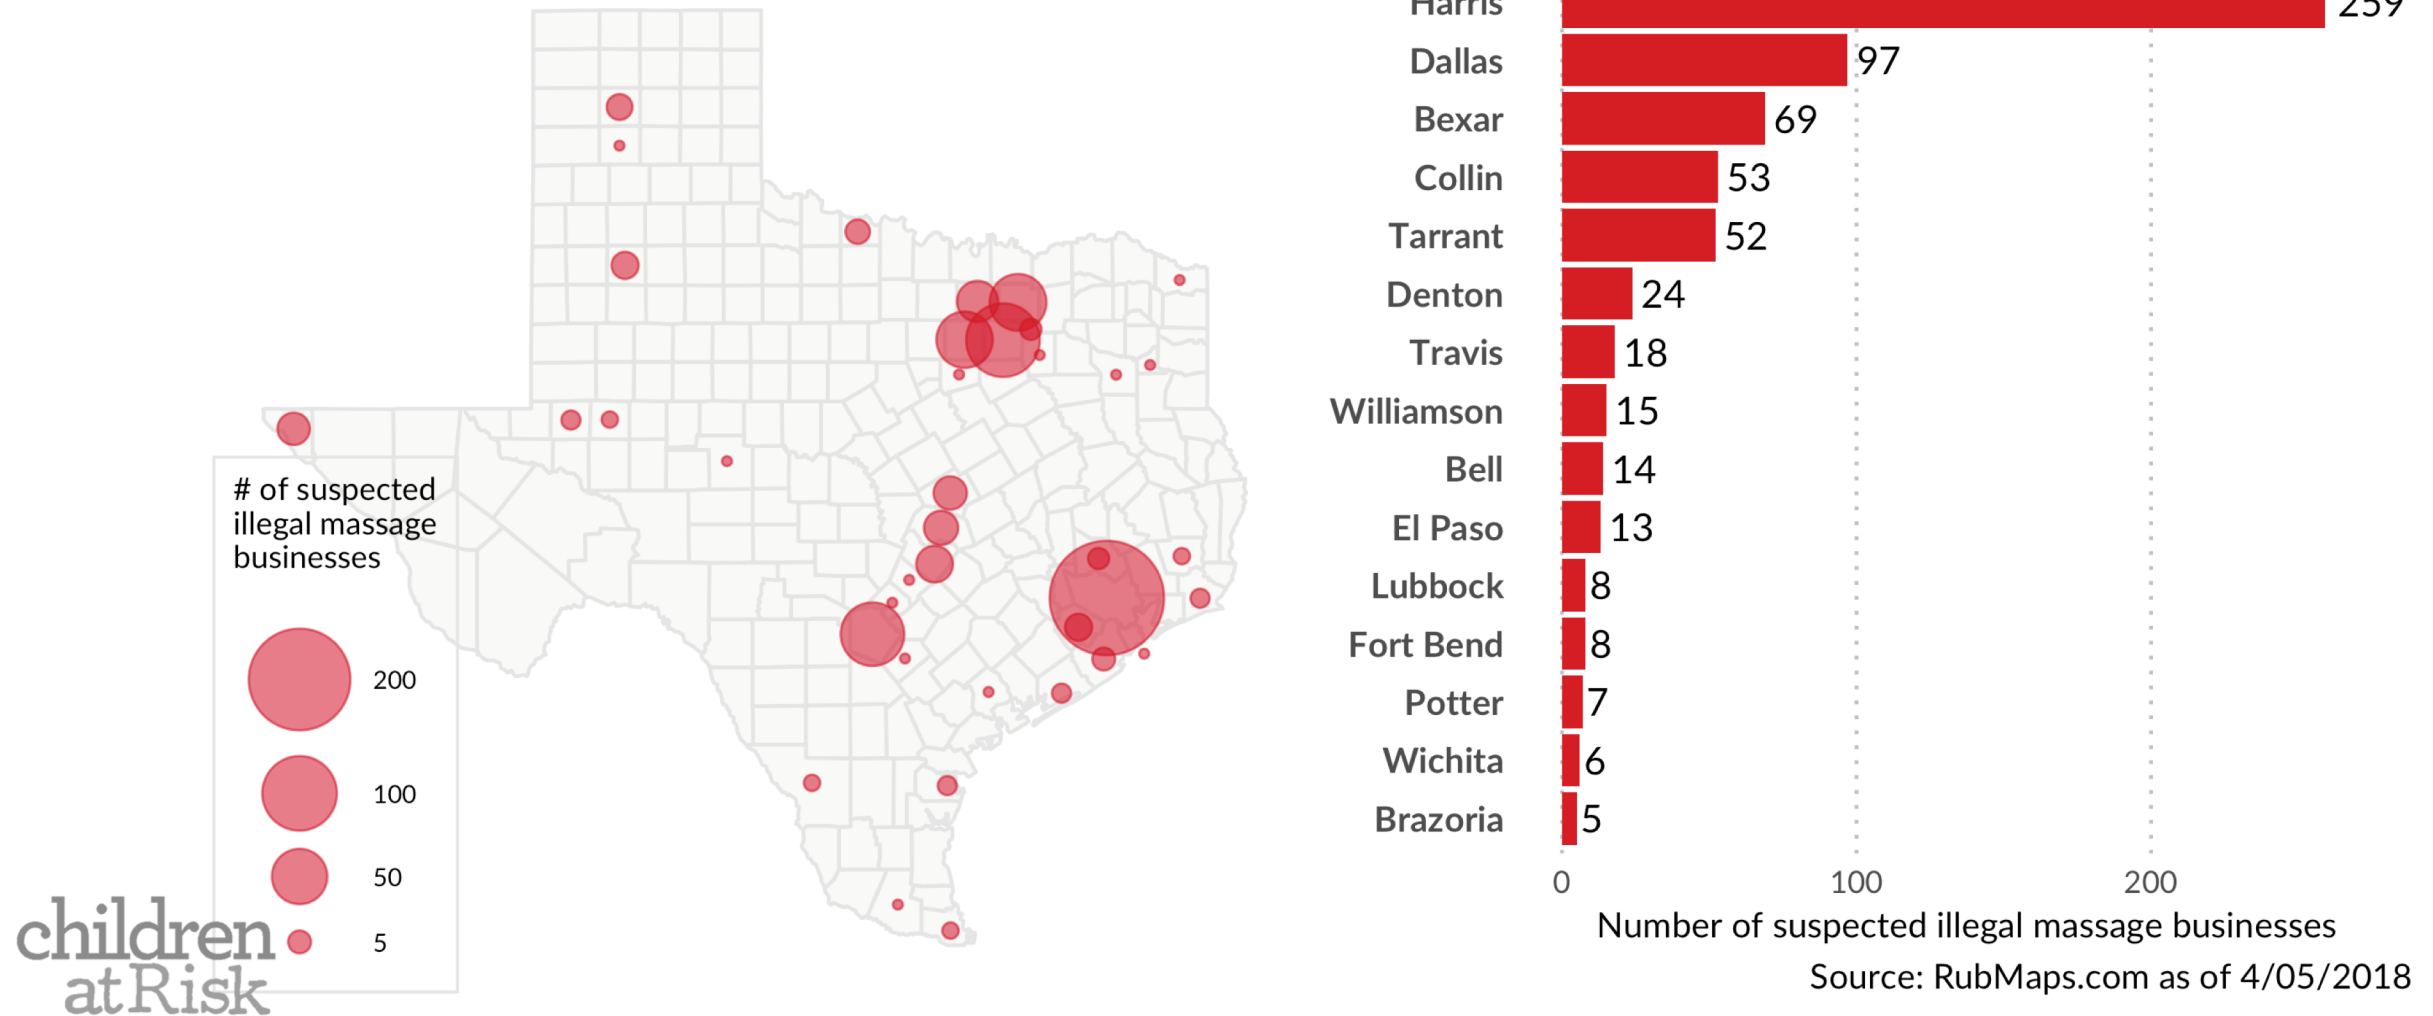 # of suspected
illegal massage
businesses
200
100
50
5
children
at Risk
Harris 259
Dallas 97
Bexar 69
Collin 53
Tarrant 52
Denton 24
Travis 18
Williamson 15
Bell 14
El Paso 13
Lubbock 8
Fort Bend 8
Potter 7
Wichita 6
Brazoria 5
0 100 200
Number of suspected illegal massage businesses
Source: RubMaps.com as of 4/05/2018